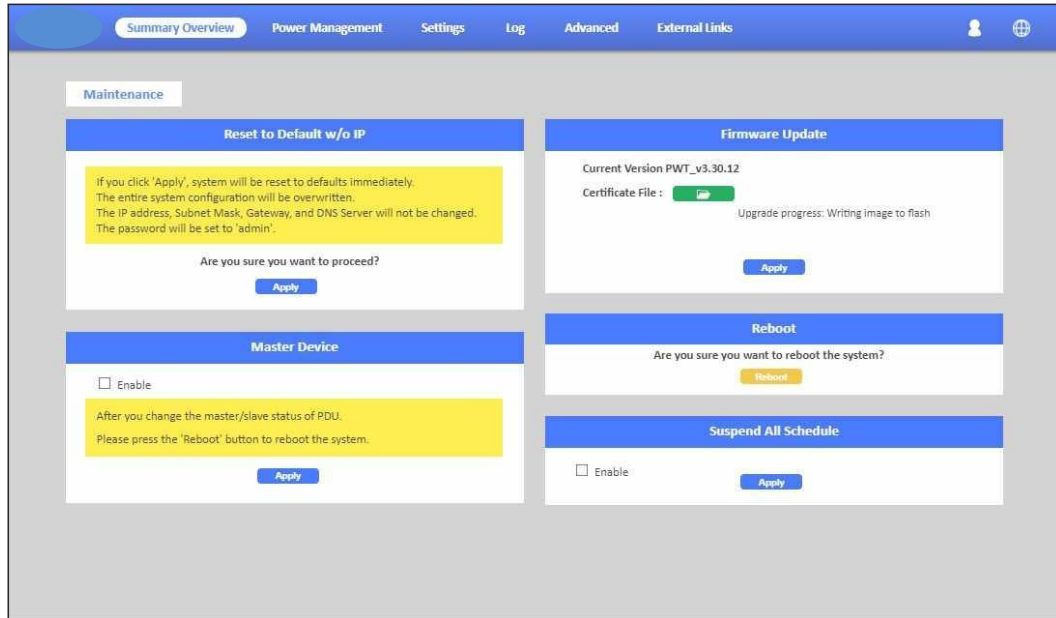 Summary Overview Power Management Settings Log Advanced External Links
Maintenance
Reset to Default w/o IP
If you click 'Apply', system will be reset to defaults immediately.
The entire system configuration will be overwritten.
The IP address, Subnet Mask, Gateway, and DNS Server will not be changed.
The password will be set to 'admin'.
Are you sure you want to proceed?
Apply
Master Device
Enable
After you change the master/slave status of PDU.
Please press the 'Reboot' button to reboot the system.
Apply
Firmware Update
Current Version PWT_v3.30.12
Certificate File :
Upgrade progress: Writing image to flash
Apply
Reboot
Are you sure you want to reboot the system?
Reboot
Suspend All Schedule
Enable
Apply